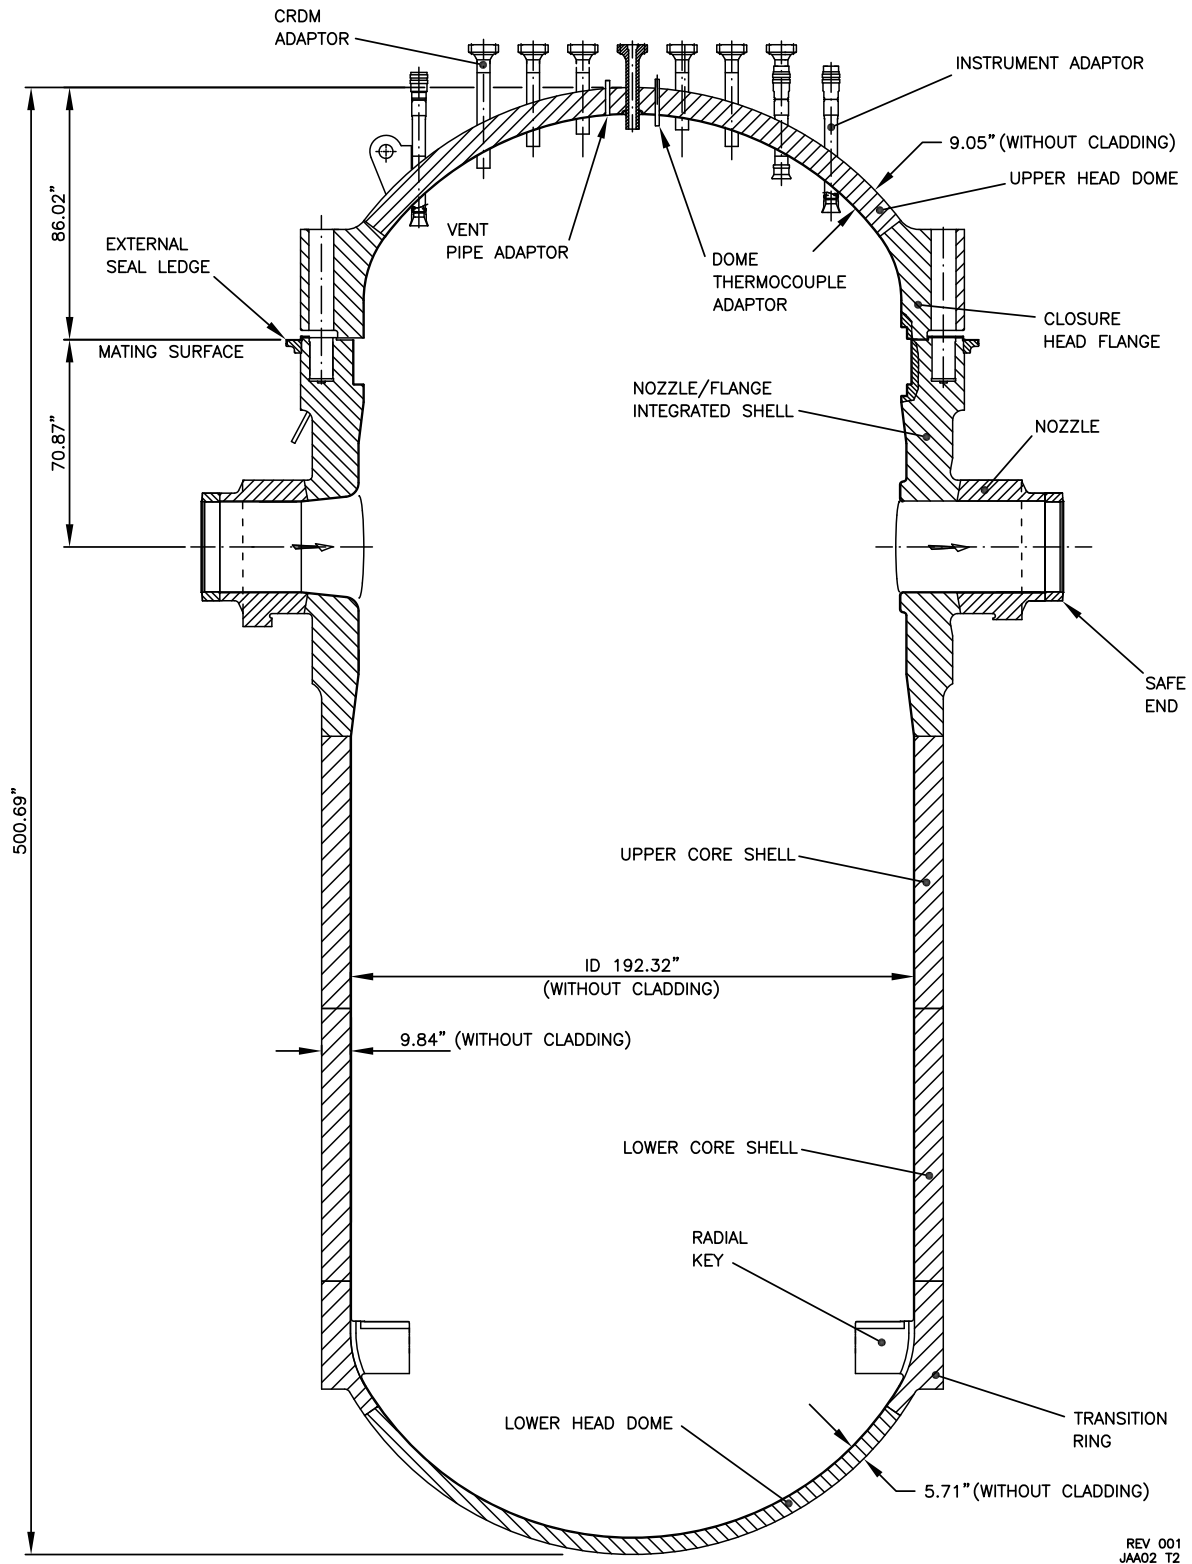 CRDM
ADAPTOR
INSTRUMENT ADAPTOR
9.05" (WITHOUT CLADDING)
UPPER HEAD DOME
86.02"
VENT
PIPE ADAPTOR
EXTERNAL
SEAL LEDGE
DOME
THERMOCOUPLE
ADAPTOR
CLOSURE
HEAD FLANGE
MATING SURFACE
NOZZLE/FLANGE
INTEGRATED SHELL
70.87"
NOZZLE
SAFE
END
500.69"
UPPER CORE SHELL
ID 192.32"
(WITHOUT CLADDING)
9.84" (WITHOUT CLADDING)
LOWER CORE SHELL
RADIAL
KEY
LOWER HEAD DOME
TRANSITION
RING
5.71" (WITHOUT CLADDING)
REV 001
JAA02 T2